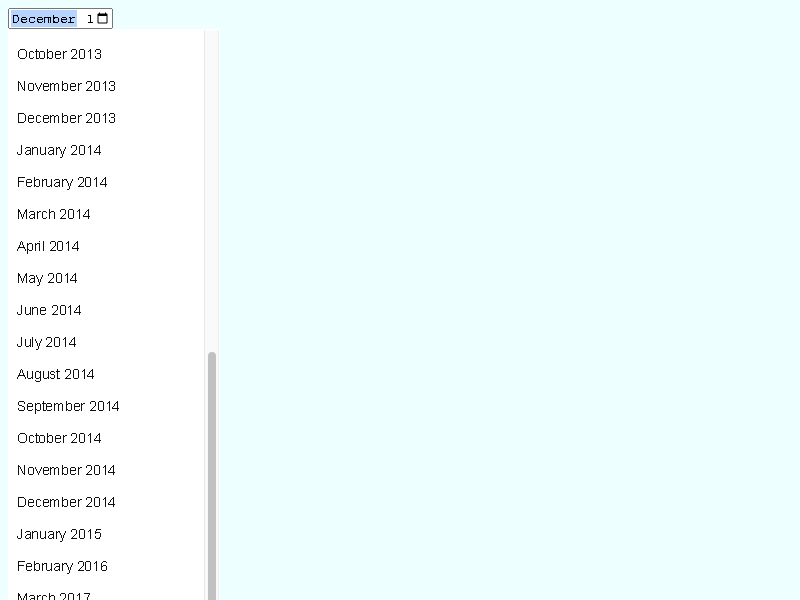 December 1
October 2013
November 2013
December 2013
January 2014
February 2014
March 2014
April 2014
May 2014
June 2014
July 2014
August 2014
September 2014
October 2014
November 2014
December 2014
January 2015
February 2016
March 2017